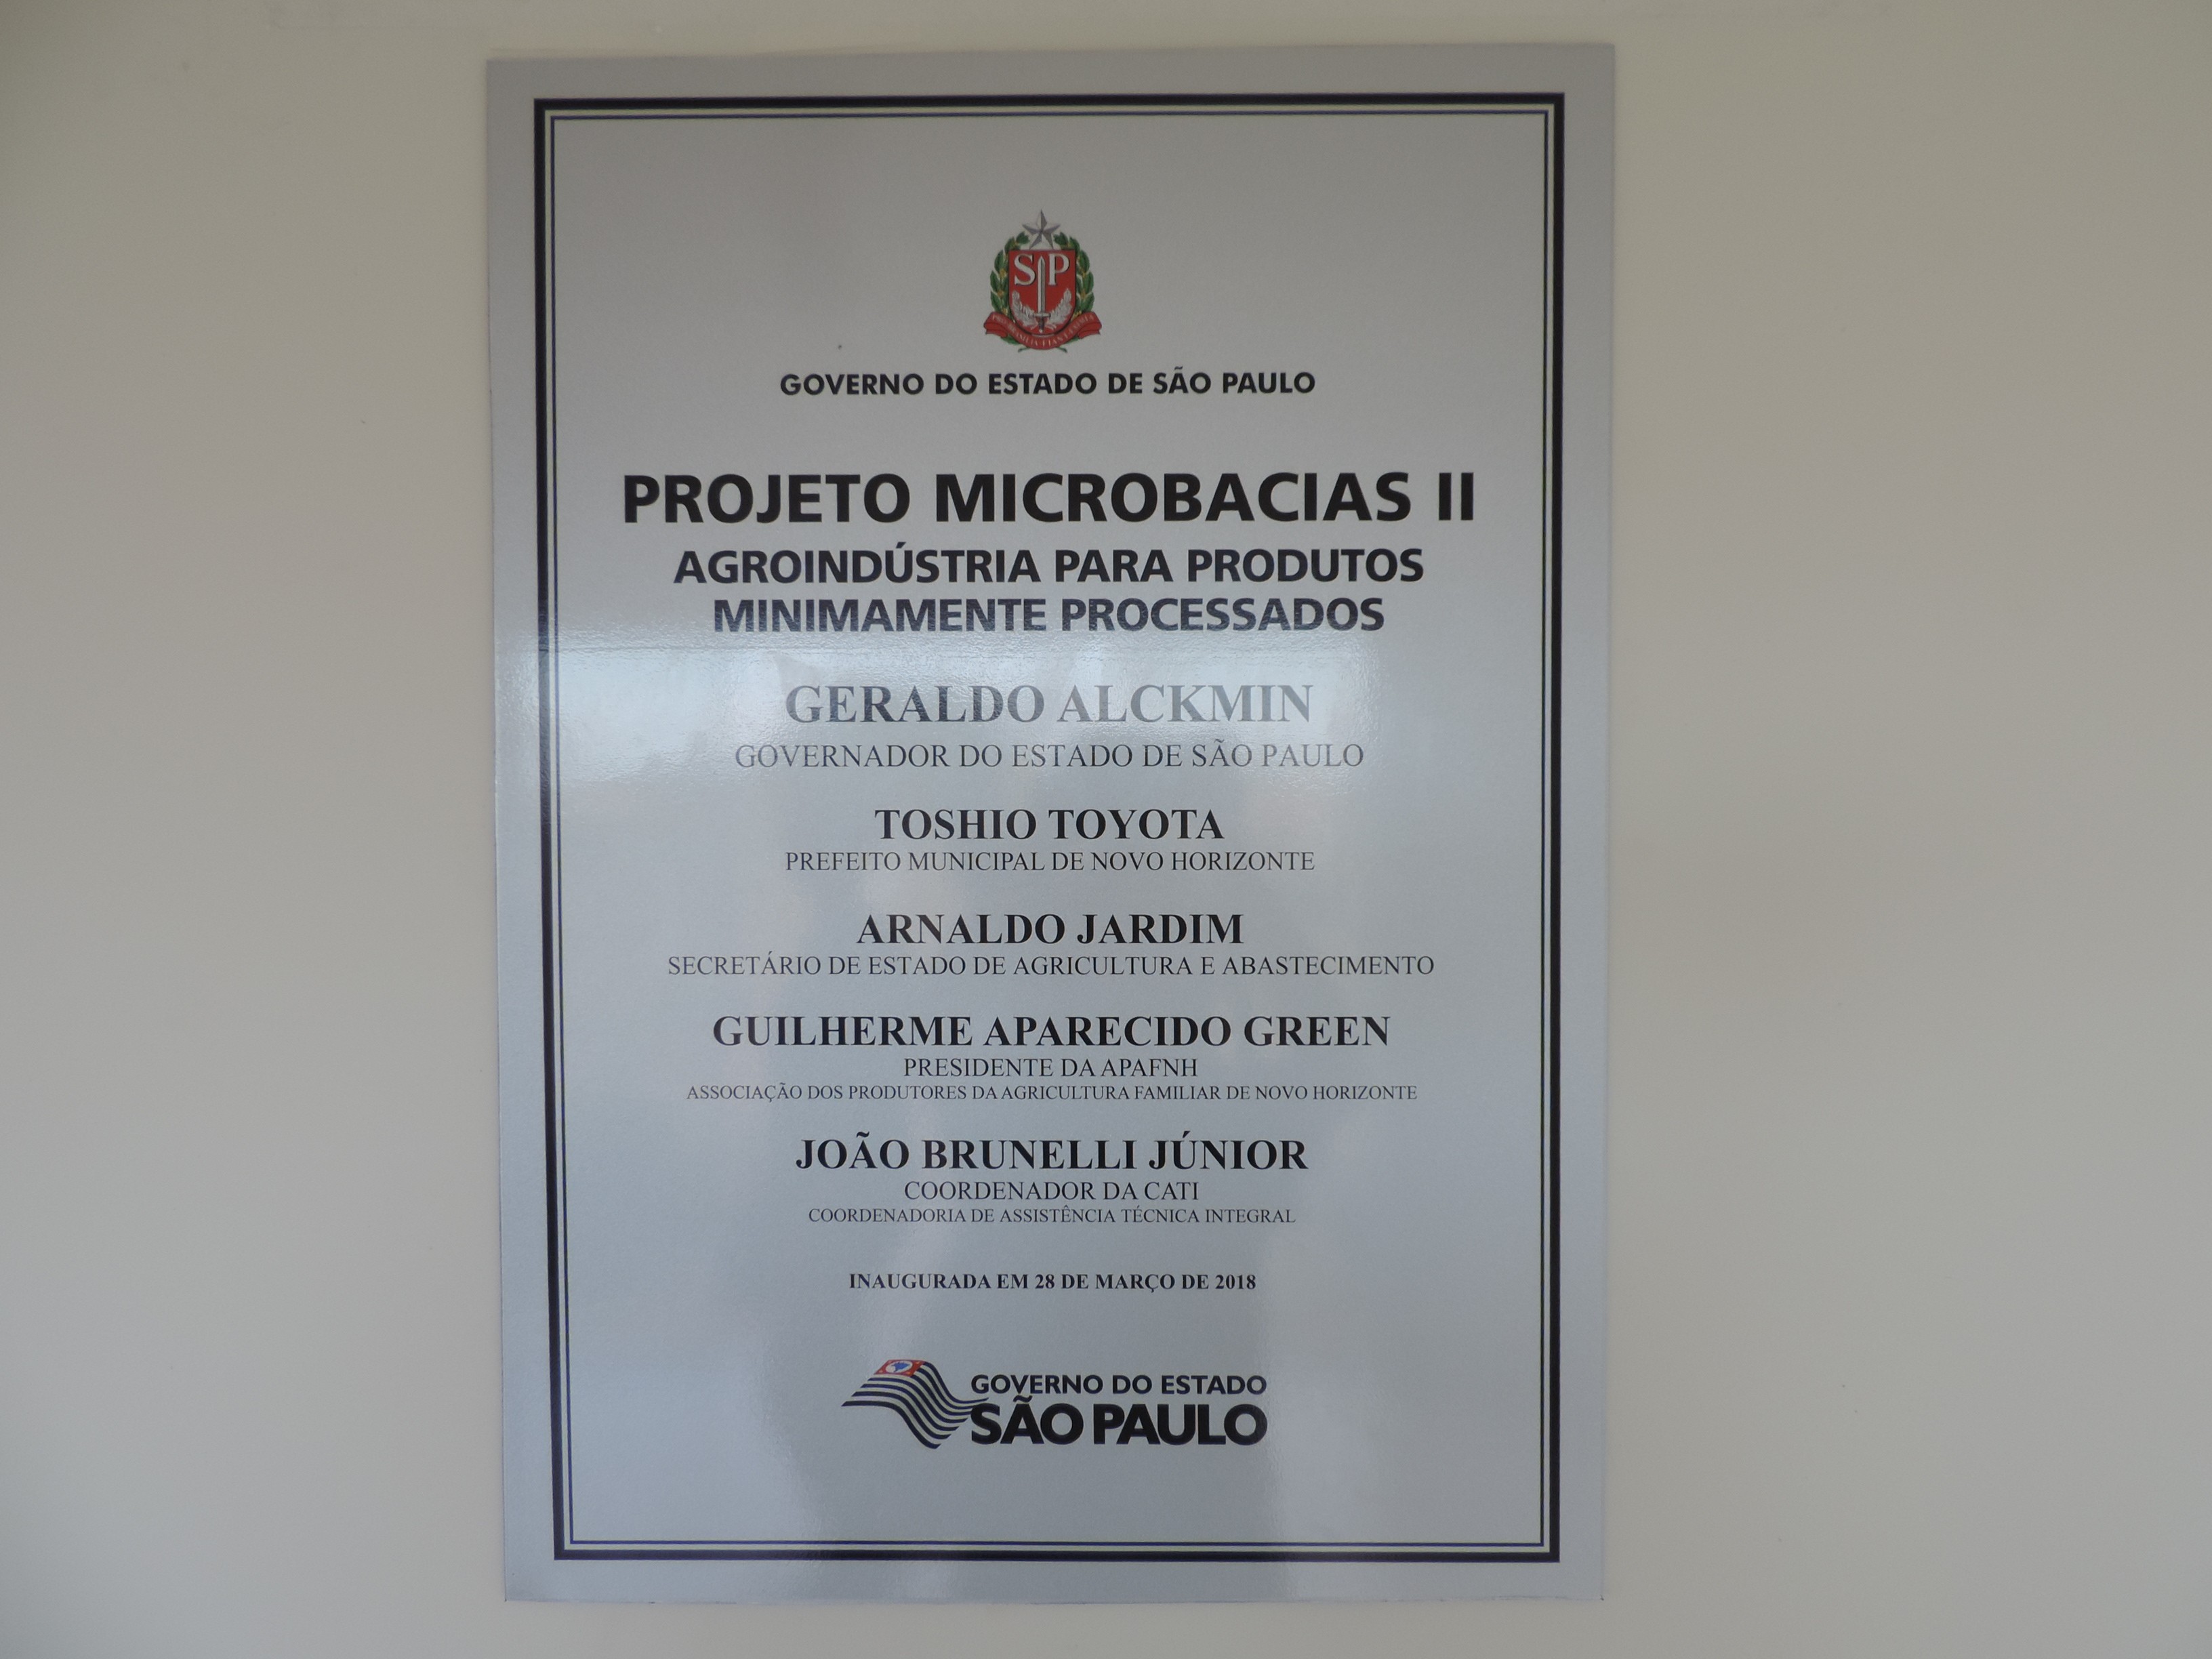 SP
GOVERNO DO ESTADO DE SÃO PAULO
PROJETO MICROBACIAS II
AGROINDÚSTRIA PARA PRODUTOS
MINIMAMENTE PROCESSADOS
GERALDO ALCKMIN
GOVERNADOR DO ESTADO DE SÃO PAULO
TOSHIO TOYOTA
PREFEITO MUNICIPAL DE NOVO HORIZONTE
ARNALDO JARDIM
SECRETÁRIO DE ESTADO DE AGRICULTURA E ABASTECIMENTO
GUILHERME APARECIDO GREEN
PRESIDENTE DA APAFNH
ASSOCIAÇÃO DOS PRODUTORES DA AGRICULTURA FAMILIAR DE NOVO HORIZONTE
JOÃO BRUNELLI JÚNIOR
COORDENADOR DA CATI
COORDENADORIA DE ASSISTÊNCIA TÉCNICA INTEGRAL
INAUGURADA EM 28 DE MARÇO DE 2018
GOVERNO DO ESTADO
SÃO PAULO